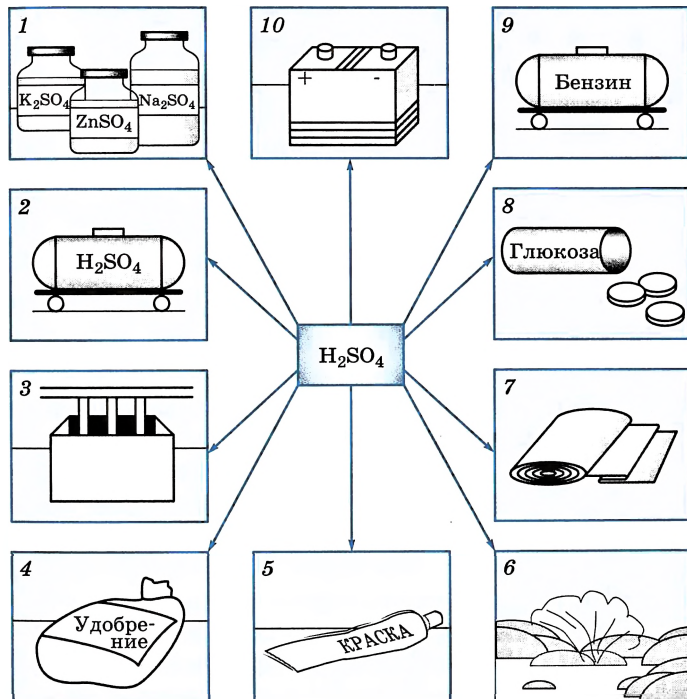 1
K₂SO₄
ZnSO₄
Na₂SO₄
10
+ -
9
Бензин
2
H₂SO₄
8
Глюкоза
H₂SO₄
3
7
4
Удобре-
ние
5
КРАСКА
6